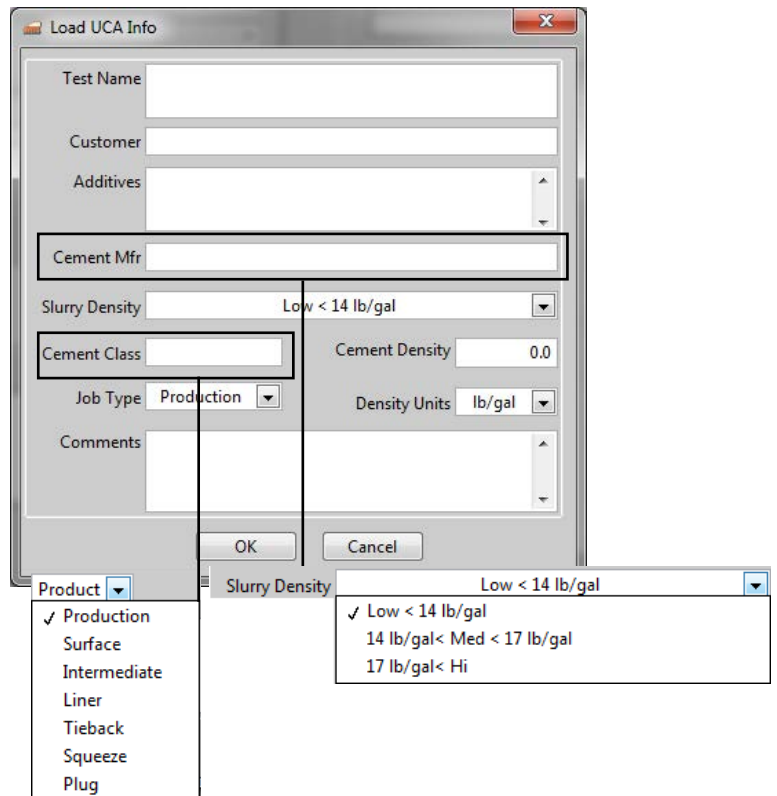 Load UCA Info
Test Name
Customer
Additives
Cement Mfr
Slurry Density Low < 14 lb/gal
Cement Class Cement Density 0.0
Job Type Production Density Units lb/gal
Comments
OK Cancel
Product Slurry Density Low < 14 lb/gal
✓ Production ✓ Low < 14 lb/gal
Surface 14 lb/gal< Med < 17 lb/gal
Intermediate 17 lb/gal< Hi
Liner
Tieback
Squeeze
Plug